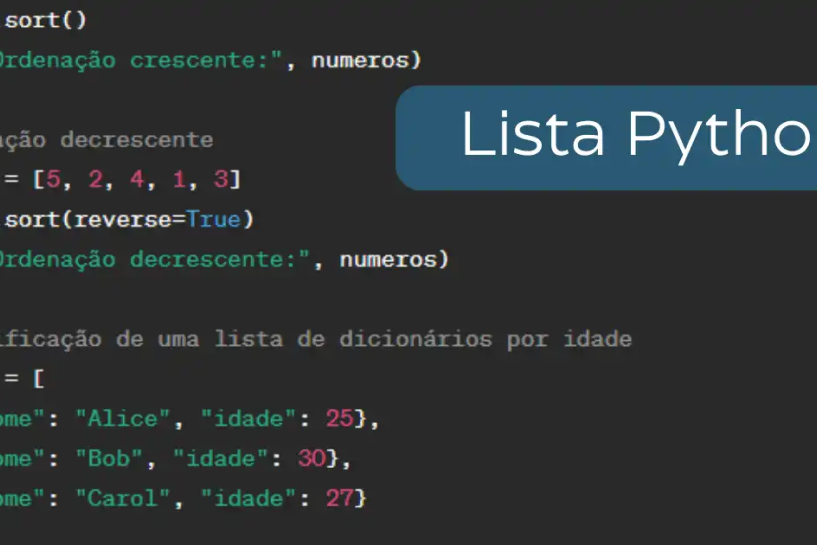 sort()
Ordenação crescente:", numeros)
Lista Pytho
ação decrescente
= [5, 2, 4, 1, 3]
sort(reverse=True)
Ordenação decrescente:", numeros)
ificação de uma lista de dicionários por idade
= [
ome": "Alice", "idade": 25},
ome": "Bob", "idade": 30},
ome": "Carol", "idade": 27}